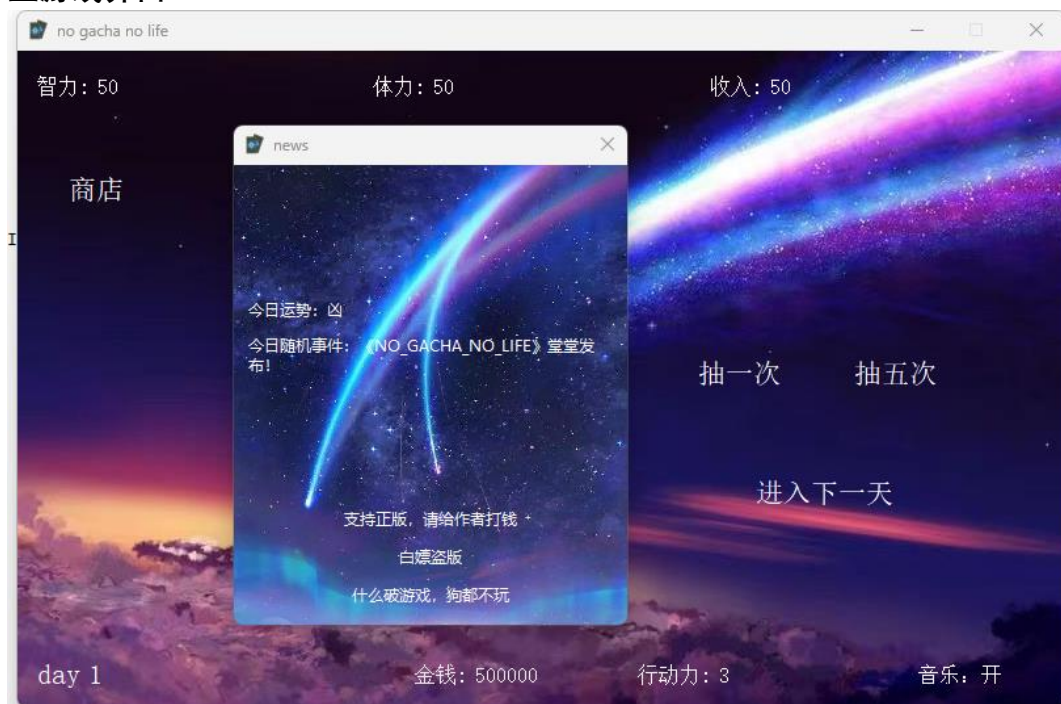 no gacha no life
智力：50
体力：50
收入：50
news
商店
今日运势：凶
今日随机事件： 《NO_GACHA_NO_LIFE》堂堂发
布！
抽一次
抽五次
进入下一天
支持正版，请给作者打钱
白嫖盗版
什么破游戏，狗都不玩
day 1
金钱：500000
行动力：3
音乐：开